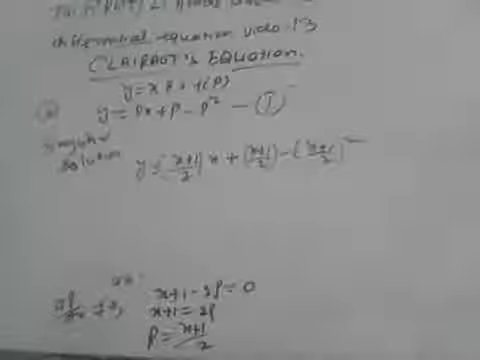 differential equation video 13
CLAIRAUT'S EQUATION.
y = xp + f(p)
y = px + p - p² — ①
Singular
Solution
y = (x+1/2) x + (x+1/2) - (x+1/2)²
x+1-2p=0
x+1=2p
p = x+1/2